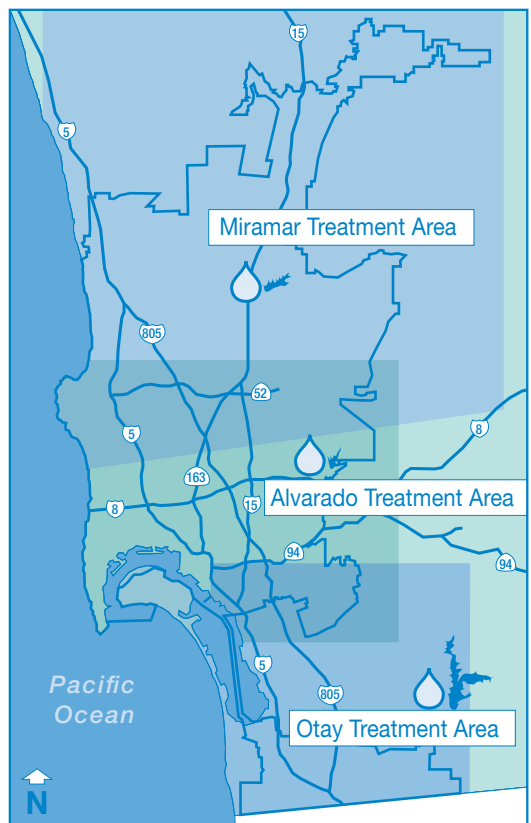 15
5
Miramar Treatment Area
805
52
5
8
163
Alvarado Treatment Area
8
15
94
94
Pacific
Ocean
5
805
Otay Treatment Area
N